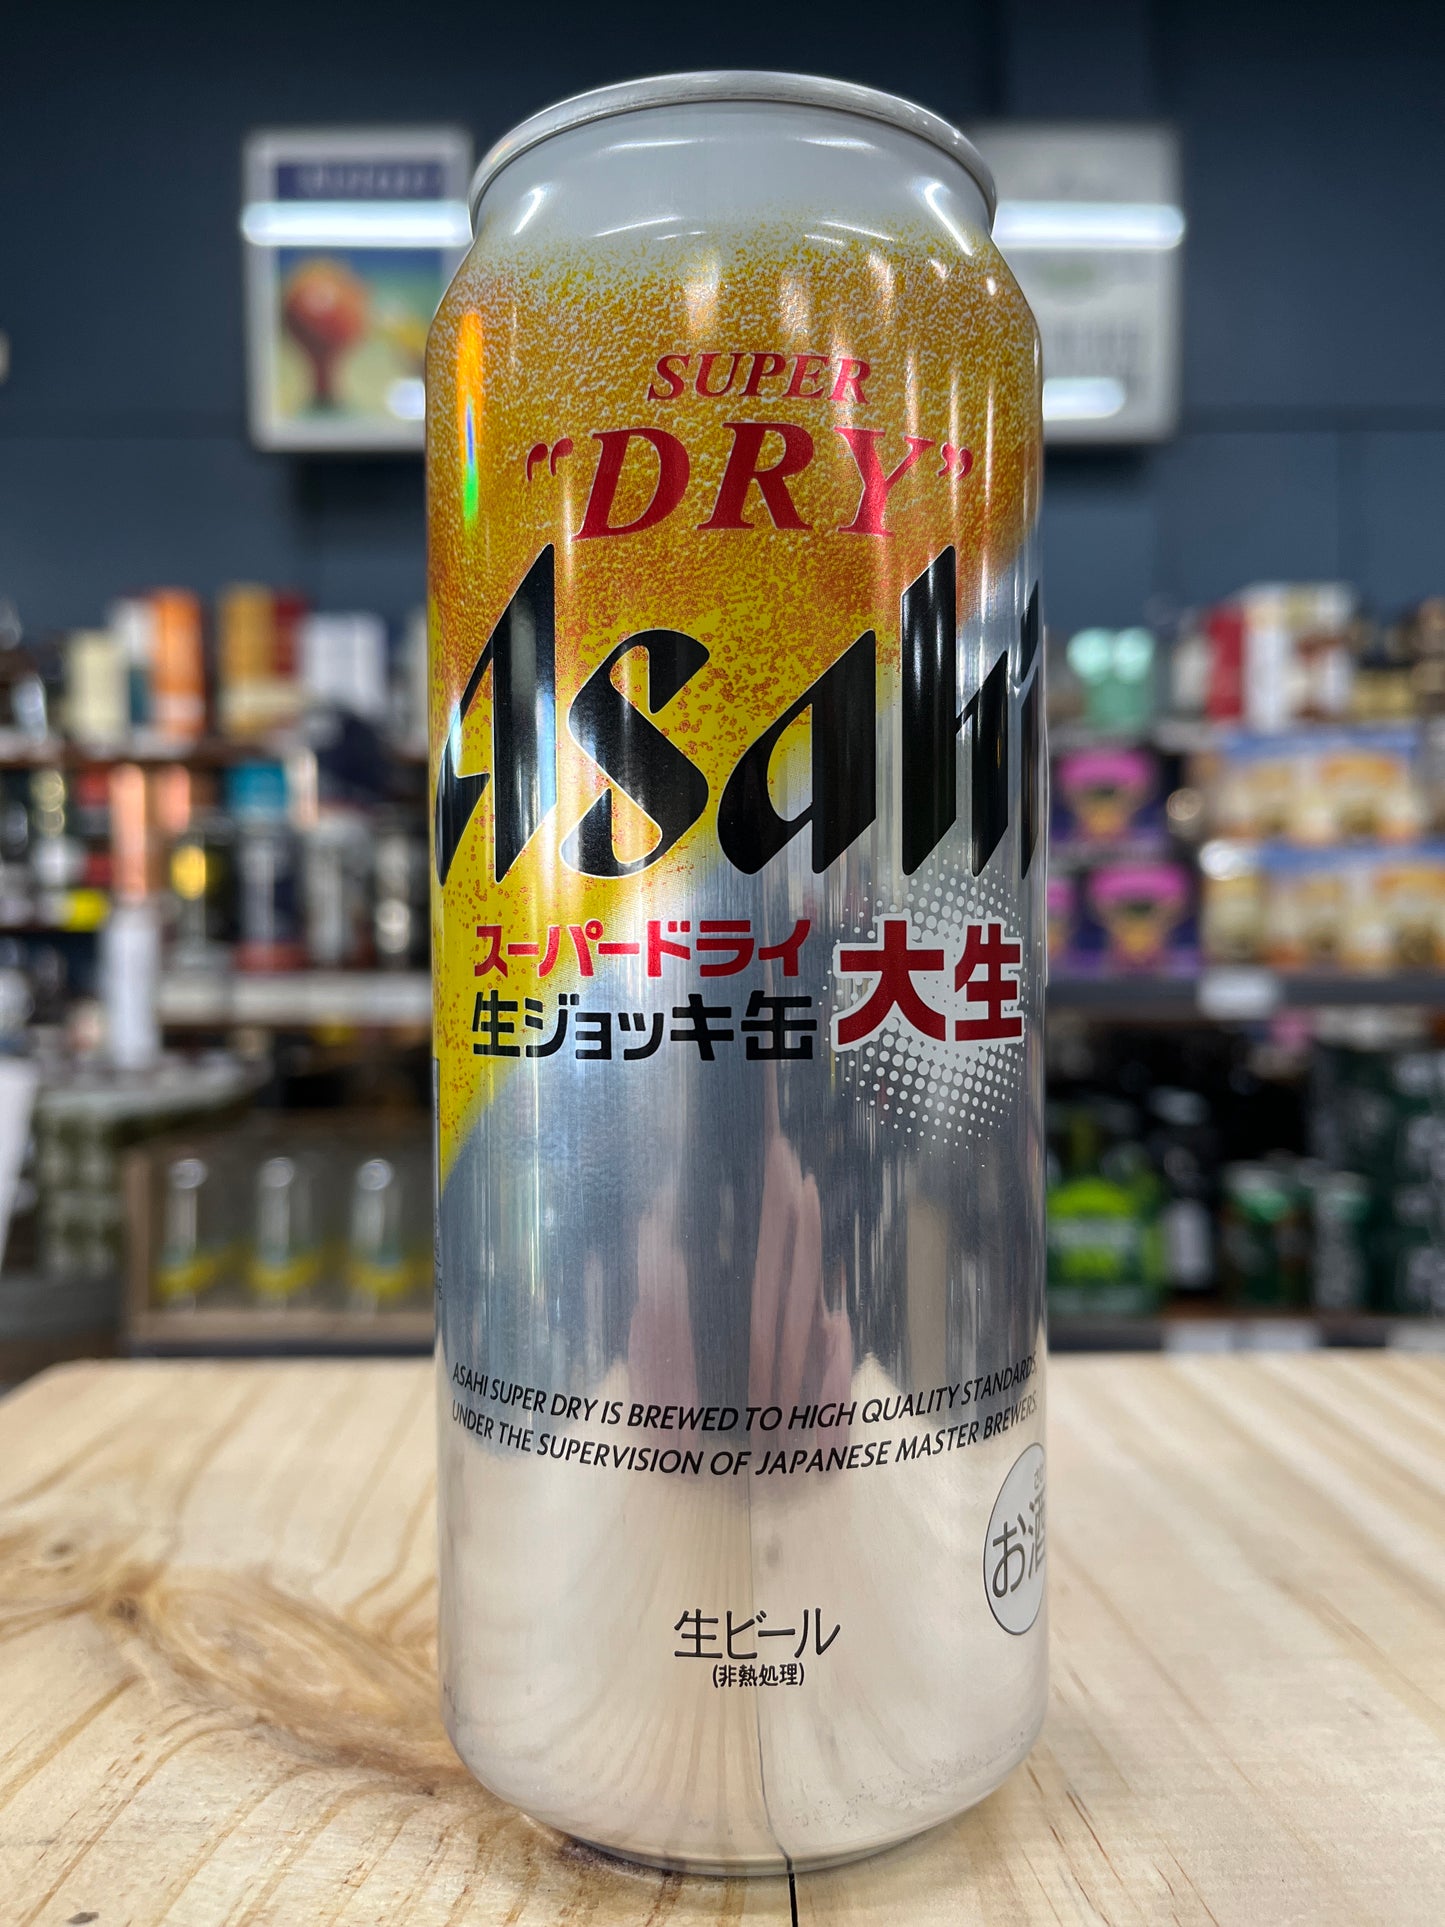 SUPER
"DRY"
Asahi
スーパードライ
生ジョッキ缶
大生
ASAHI SUPER DRY IS BREWED TO HIGH QUALITY STANDARDS,
UNDER THE SUPERVISION OF JAPANESE MASTER BREWERS.
お酒
生ビール
(非熱処理)